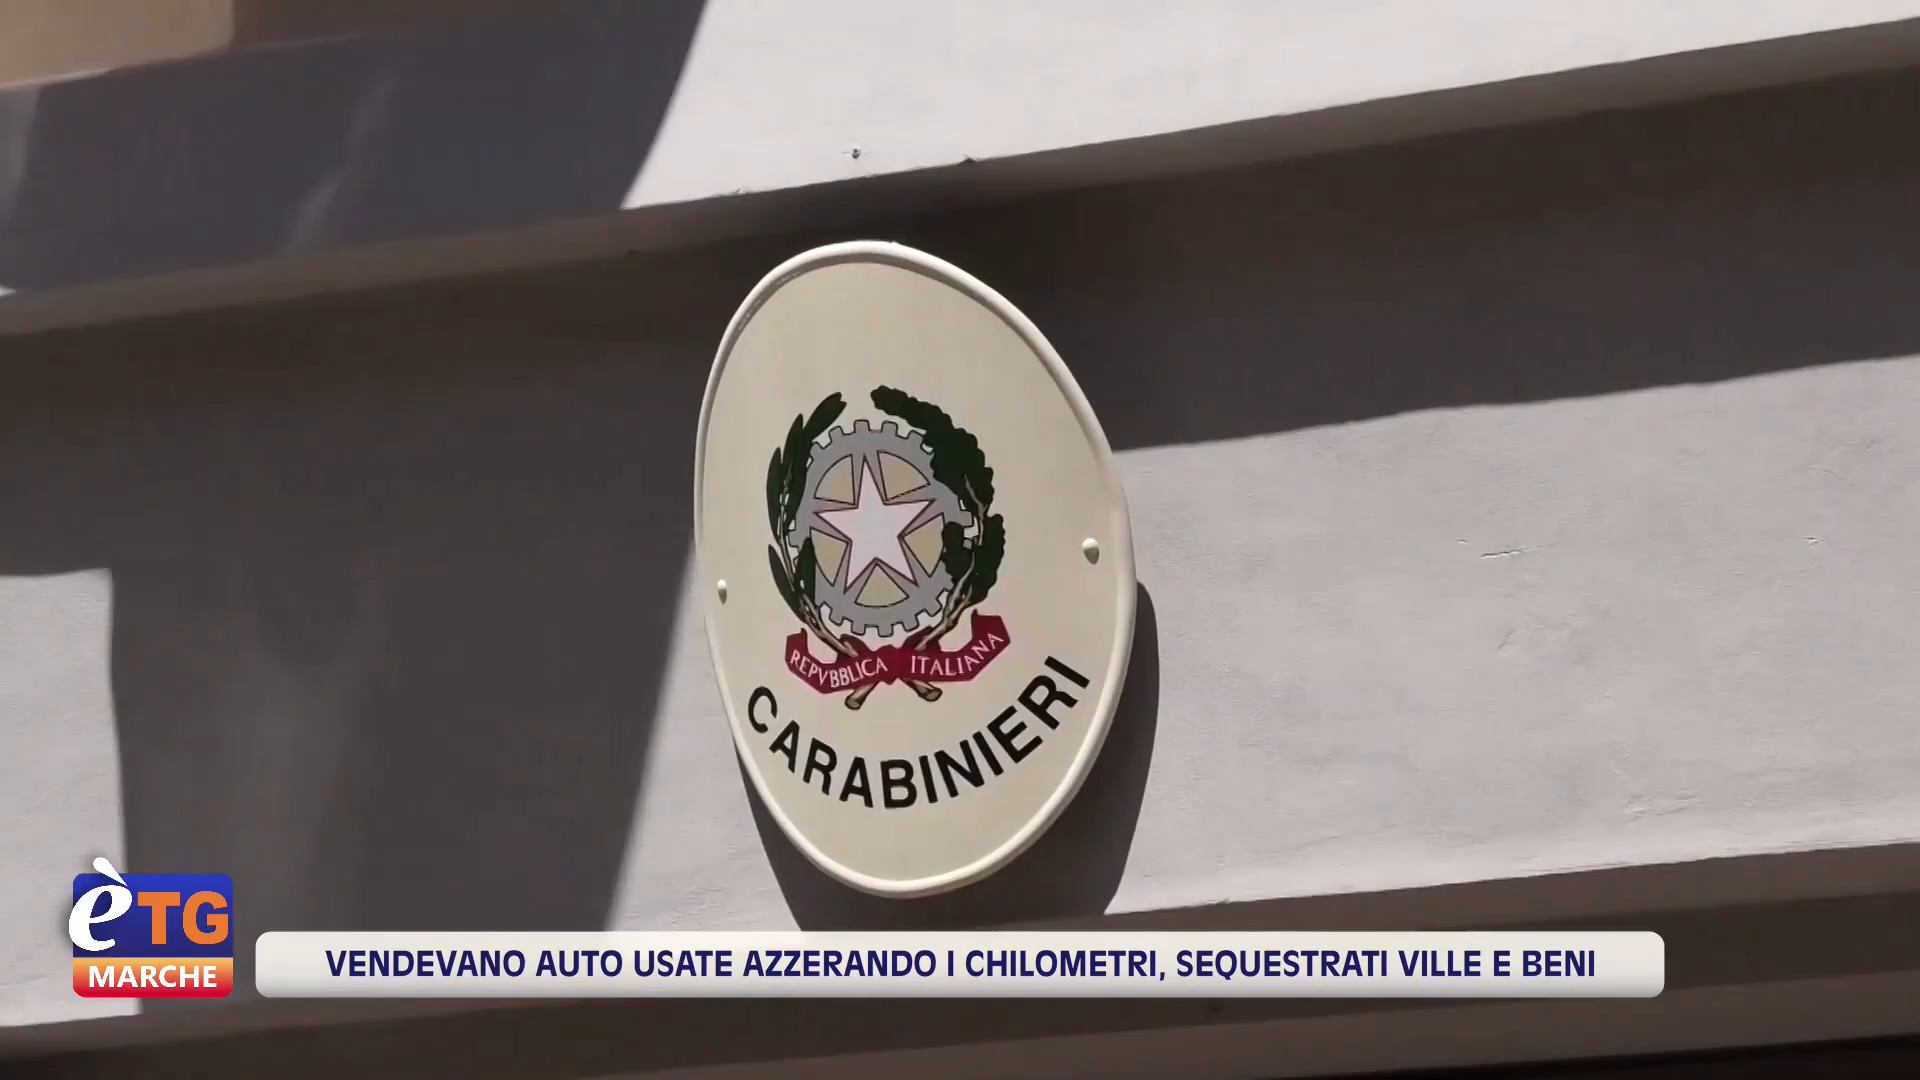 REPVBBLICA ITALIANA
CARABINIERI
èTG
MARCHE
VENDEVANO AUTO USATE AZZERANDO I CHILOMETRI, SEQUESTRATI VILLE E BENI